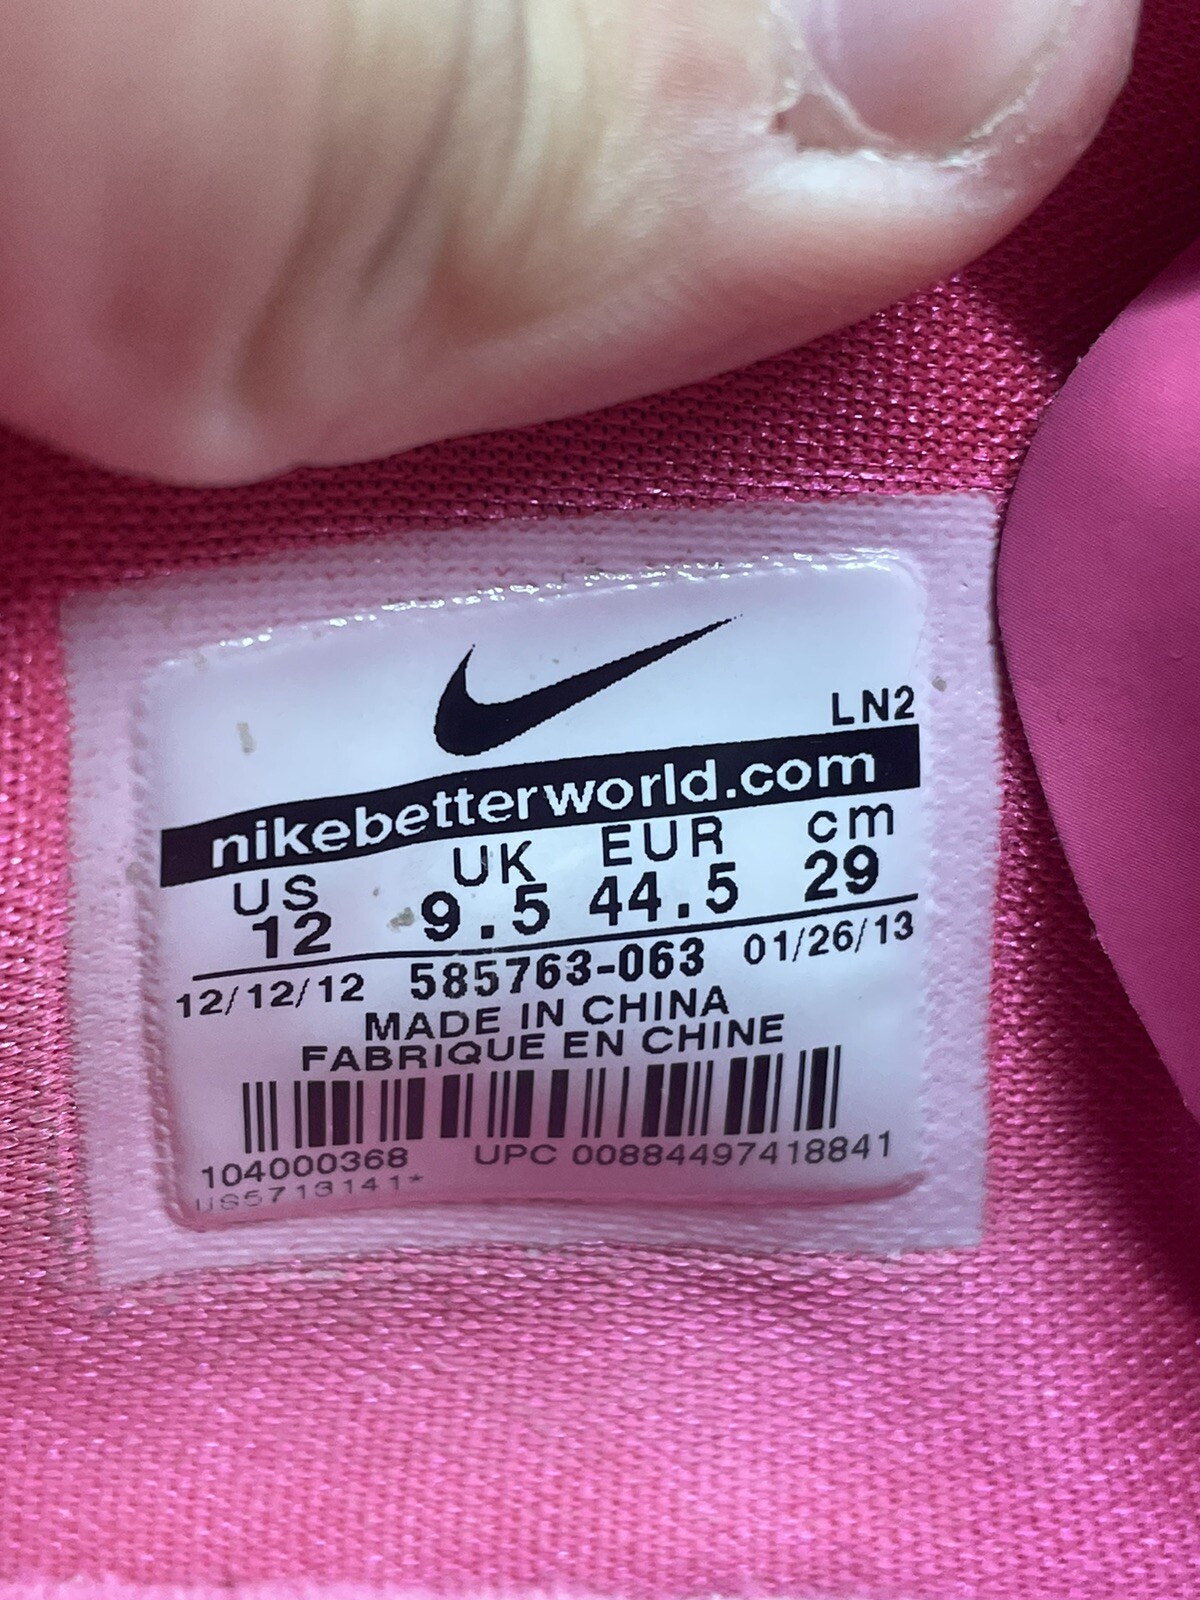 LN2
nikebetterworld.com
US UK EUR cm
12 9.5 44.5 29
12/12/12 585763-063 01/26/13
MADE IN CHINA
FABRIQUE EN CHINE
104000368 UPC 00884497418841
US5713141*